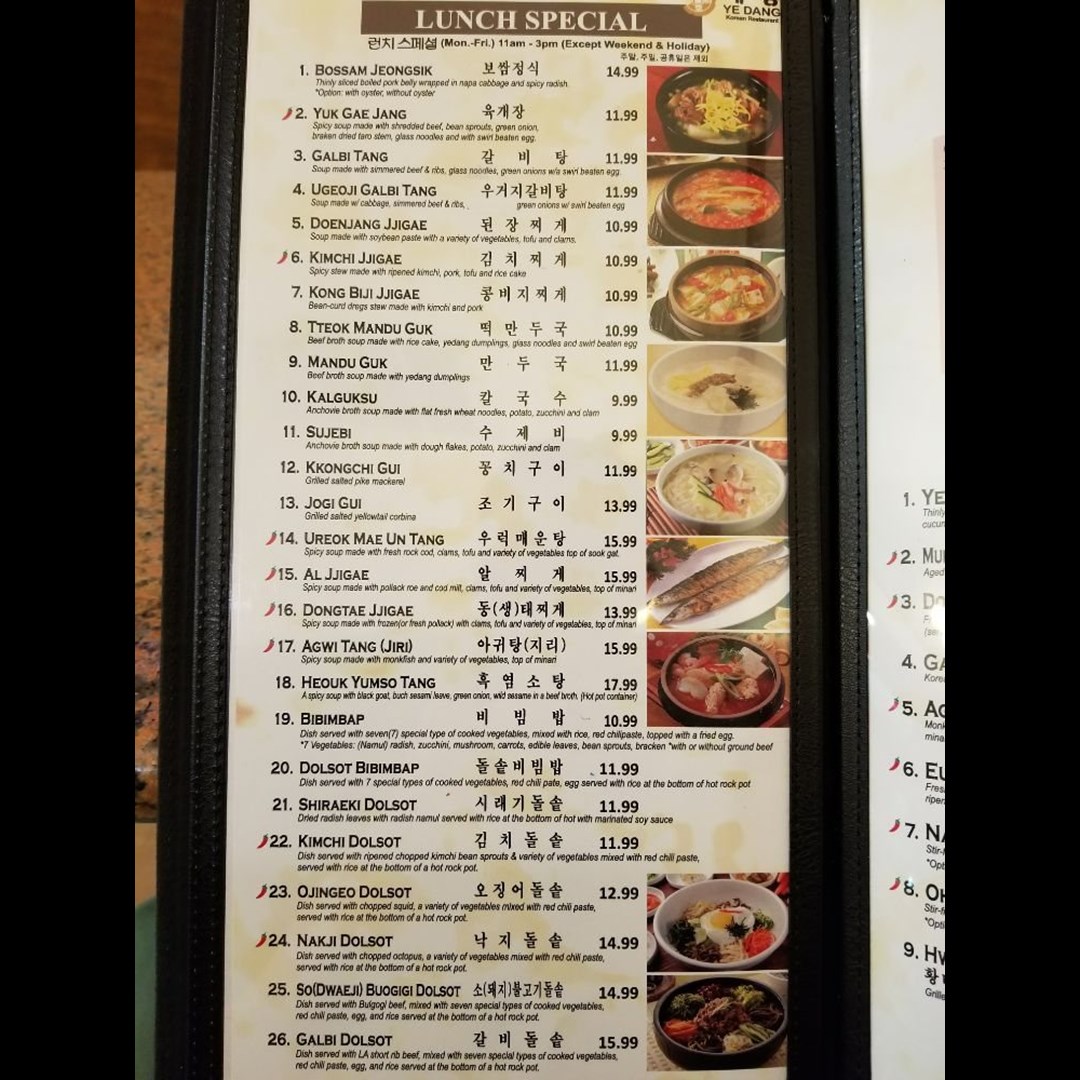 LUNCH SPECIAL
YE DANG
Korean Restaurant
런치 스페셜 (Mon.-Fri.) 11am - 3pm (Except Weekend & Holiday)
주말, 주일, 공휴일은 제외
1. BOSSAM JEONGSIK 보쌈정식 14.99
Thinly sliced boiled pork belly wrapped in napa cabbage and spicy radish.
*Option: with oyster, without oyster
2. YUK GAE JANG 육개장 11.99
Spicy soup made with shredded beef, bean sprouts, green onion,
braken dried taro stem, glass noodles and with swirl beaten egg.
3. GALBI TANG 갈 비 탕 11.99
Soup made with simmered beef & ribs, glass noodles, green onions w/a swirl beaten egg.
4. UGEOJI GALBI TANG 우거지갈비탕 11.99
Soup made w/ cabbage, simmered beef & ribs, green onions w/ swirl beaten egg
5. DOENJANG JJIGAE 된 장 찌 게 10.99
Soup made with soybean paste with a variety of vegetables, tofu and clams.
6. KIMCHI JJIGAE 김 치 찌 게 10.99
Spicy stew made with ripened kimchi, pork, tofu and rice cake
7. KONG BIJI JJIGAE 콩비지찌게 10.99
Bean-curd dregs stew made with kimchi and pork
8. TTEOK MANDU GUK 떡 만 두 국 10.99
Beef broth soup made with rice cake, yedang dumplings, glass noodles and swirl beaten egg
9. MANDU GUK 만 두 국 11.99
Beef broth soup made with yedang dumplings
10. KALGUKSU 칼 국 수 9.99
Anchovie broth soup made with flat fresh wheat noodles, potato, zucchini and clam
11. SUJEBI 수 제 비 9.99
Anchovie broth soup made with dough flakes, potato, zucchini and clam
12. KKONGCHI GUI 꽁 치 구 이 11.99
Grilled salted pike mackerel
13. JOGI GUI 조 기 구 이 13.99
Grilled salted yellowtail corbina
14. UREOK MAE UN TANG 우럭매운탕 15.99
Spicy soup made with fresh rock cod, clams, tofu and variety of vegetables top of sook gat.
15. AL JJIGAE 알 찌 게 15.99
Spicy soup made with pollack roe and cod mill, clams, tofu and variety of vegetables, top of minari
16. DONGTAE JJIGAE 동(생)태찌게 13.99
Spicy soup made with frozen(or fresh pollack) with clams, tofu and variety of vegetables, top of minari
17. AGWI TANG (JIRI) 아귀탕(지리) 15.99
Spicy soup made with monkfish and variety of vegetables, top of minari
18. HEOUK YUMSO TANG 흑 염 소 탕 17.99
A spicy soup with black goat, buch sesami leave, green onion, wild sesame in a beef broth. (Hot pot container)
19. BIBIMBAP 비 빔 밥 10.99
Dish served with seven(7) special type of cooked vegetables, mixed with rice, red chilipaste, topped with a fried egg.
*7 Vegetables: (Namul) radish, zucchini, mushroom, carrots, edible leaves, bean sprouts, bracken *with or without ground beef
20. DOLSOT BIBIMBAP 돌솥비빔밥 11.99
Dish served with 7 special types of cooked vegetables, red chili pate, egg served with rice at the bottom of hot rock pot
21. SHIRAEKI DOLSOT 시래기돌솥 11.99
Dried radish leaves with radish namul served with rice at the bottom of hot with marinated soy sauce
22. KIMCHI DOLSOT 김 치 돌 솥 11.99
Dish served with ripened chopped kimchi bean sprouts & variety of vegetables mixed with red chili paste,
served with rice at the bottom of a hot rock pot.
23. OJINGEO DOLSOT 오징어돌솥 12.99
Dish served with chopped squid, a variety of vegetables mixed with red chili paste,
served with rice at the bottom of a hot rock pot.
24. NAKJI DOLSOT 낙 지 돌 솥 14.99
Dish served with chopped octopus, a variety of vegetables mixed with red chili paste,
served with rice at the bottom of a hot rock pot.
25. SO(DWAEJI) BUOGIGI DOLSOT 소(돼지)불고기돌솥 14.99
Dish served with Bulgogi beef, mixed with seven special types of cooked vegetables,
red chili paste, egg, and rice served at the bottom of a hot rock pot.
26. GALBI DOLSOT 갈 비 돌 솥 15.99
Dish served with LA short rib beef, mixed with seven special types of cooked vegetables,
red chili paste, egg, and rice served at the bottom of a hot rock pot.
1. YE
Thinly
cucum
2. MU
Aged
3. DO
4. GA
Kore
5. AG
Monk
mina
6. EU
Fres
ripen
7. NA
Stir-f
*Opt
8. OH
Stir-f
*Opti
9. HW
황
Grille